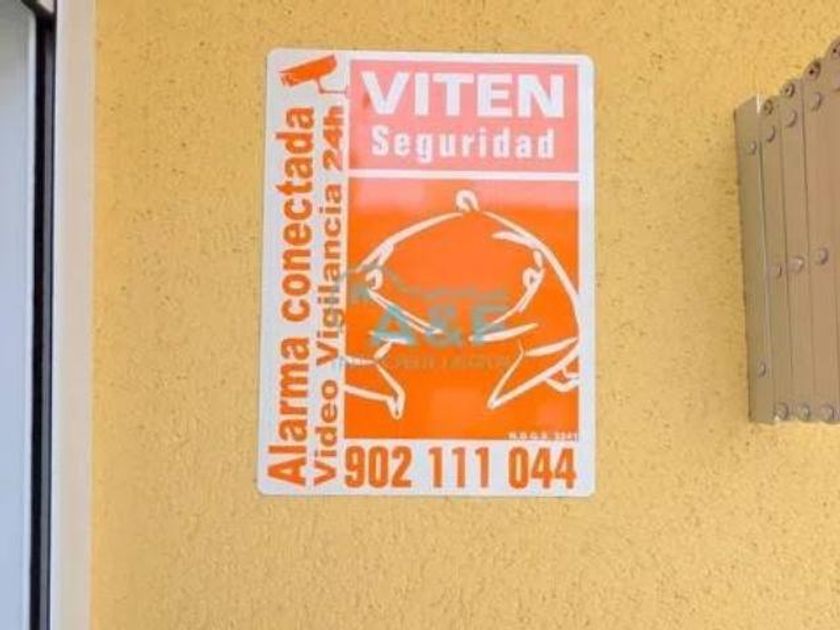 VITEN
Seguridad
Alarma conectada
Video Vigilancia 24h
A&F
902 111 044